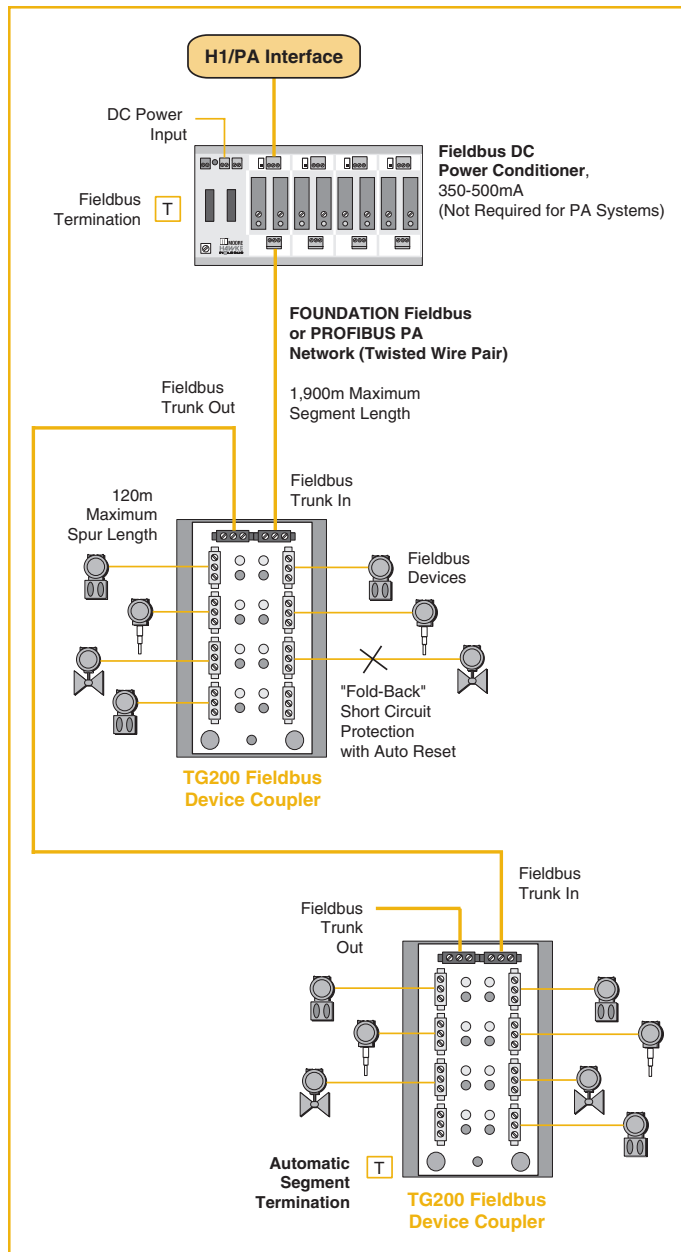 H1/PA Interface
DC Power
Input
Fieldbus
Termination
T
Fieldbus DC
Power Conditioner,
350-500mA
(Not Required for PA Systems)
MOORE
HAWKE
FIELDBUS
FOUNDATION Fieldbus
or PROFIBUS PA
Network (Twisted Wire Pair)
1,900m Maximum
Segment Length
Fieldbus
Trunk Out
Fieldbus
Trunk In
120m
Maximum
Spur Length
Fieldbus
Devices
"Fold-Back"
Short Circuit
Protection
with Auto Reset
TG200 Fieldbus
Device Coupler
Fieldbus
Trunk In
Fieldbus
Trunk
Out
Automatic
Segment
Termination
T
TG200 Fieldbus
Device Coupler